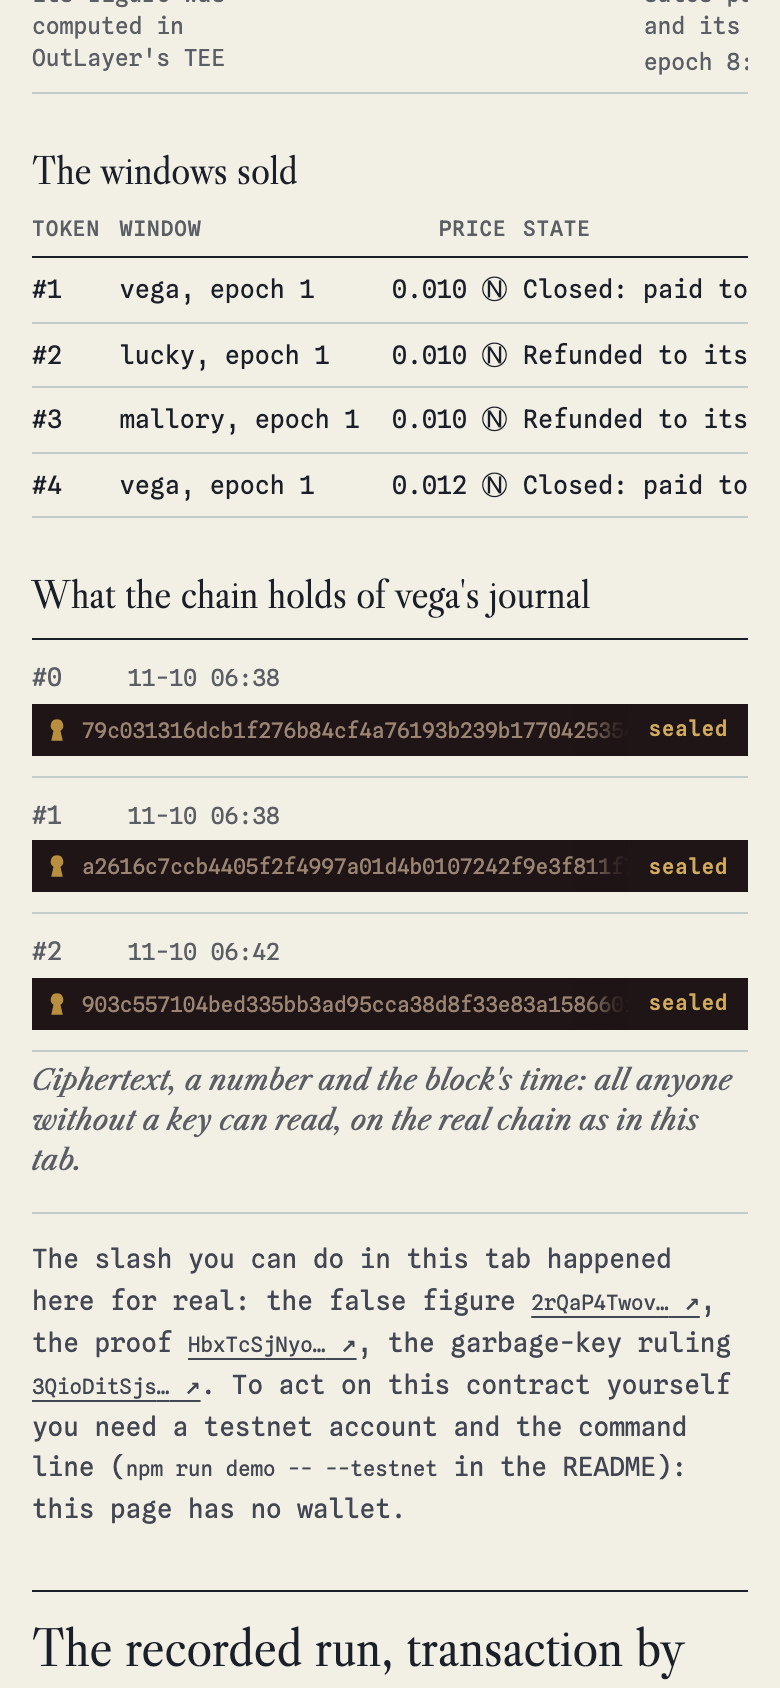 computed in
OutLayer's TEE
and its
epoch 8:
The windows sold
TOKEN WINDOW PRICE STATE
#1 vega, epoch 1 0.010 Ⓝ Closed: paid to
#2 lucky, epoch 1 0.010 Ⓝ Refunded to its
#3 mallory, epoch 1 0.010 Ⓝ Refunded to its
#4 vega, epoch 1 0.012 Ⓝ Closed: paid to
What the chain holds of vega's journal
#0 11-10 06:38
79c031316dcb1f276b84cf4a76193b239b177042535 sealed
#1 11-10 06:38
a2616c7ccb4405f2f4997a01d4b0107242f9e3f811f sealed
#2 11-10 06:42
903c557104bed335bb3ad95cca38d8f33e83a158660 sealed
Ciphertext, a number and the block's time: all anyone
without a key can read, on the real chain as in this
tab.
The slash you can do in this tab happened
here for real: the false figure 2rQaP4Twov… ↗,
the proof HbxTcSjNyo… ↗, the garbage-key ruling
3QioDitSjs… ↗. To act on this contract yourself
you need a testnet account and the command
line (npm run demo -- --testnet in the README):
this page has no wallet.
The recorded run, transaction by